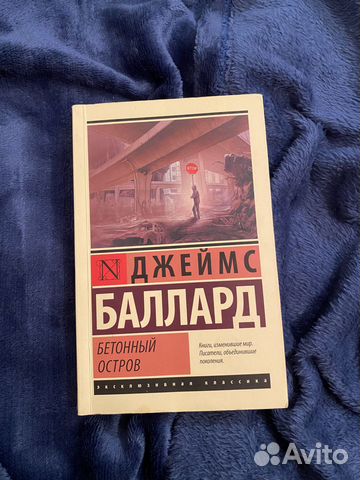 STOP
N ДЖЕЙМС
БАЛЛАРД
БЕТОННЫЙ
ОСТРОВ
Книги, изменившие мир.
Писатели, объединившие
поколения.
эксклюзивная классика
Avito